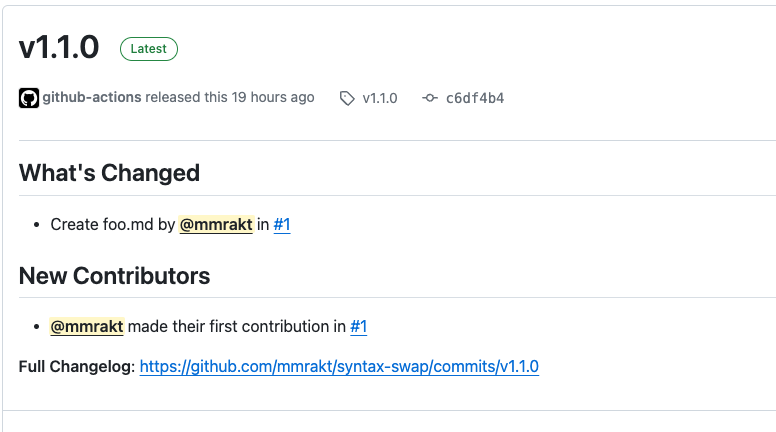 v1.1.0 Latest
github-actions released this 19 hours ago v1.1.0 c6df4b4
What's Changed
• Create foo.md by @mmrakt in #1
New Contributors
• @mmrakt made their first contribution in #1
Full Changelog: https://github.com/mmrakt/syntax-swap/commits/v1.1.0